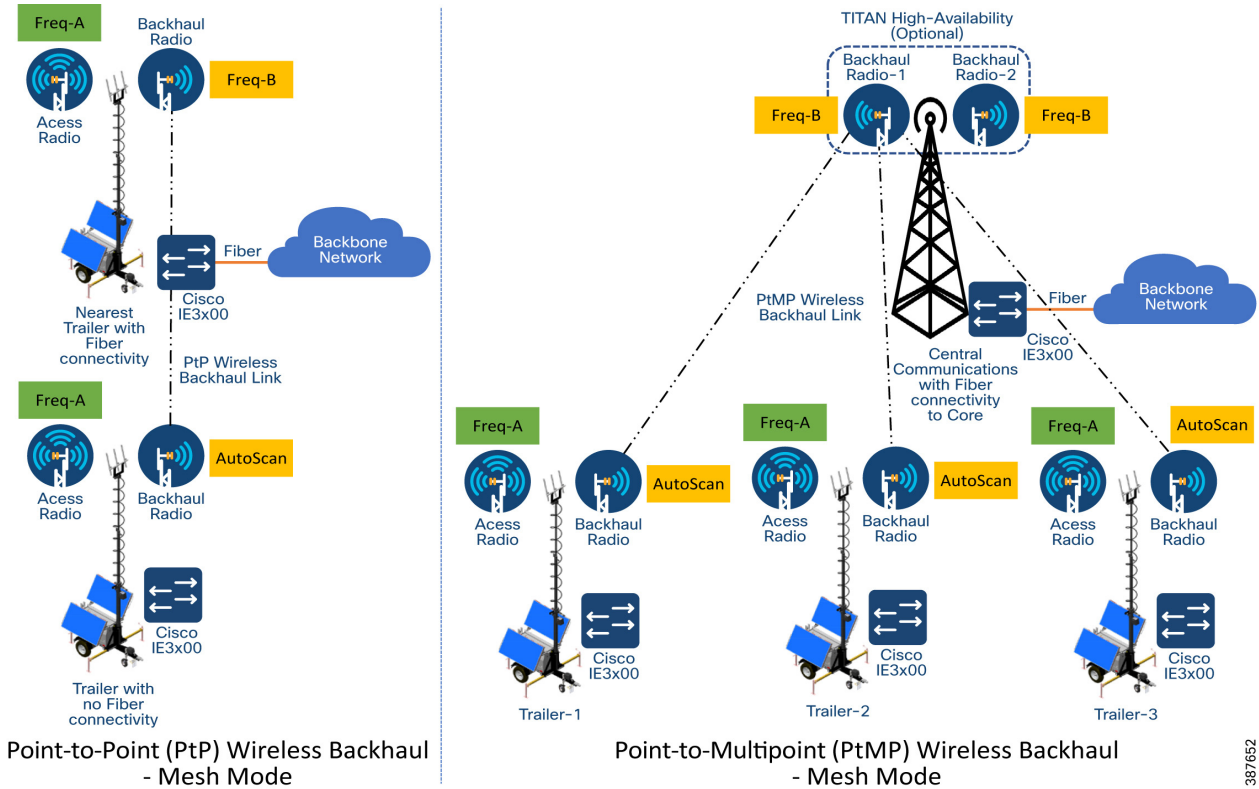 Freq-A
Backhaul
Radio
Freq-B
Acess
Radio
Fiber
Backbone
Network
Cisco
IE3x00
Nearest
Trailer with
Fiber
connectivity
PtP Wireless
Backhaul Link
Freq-A
AutoScan
Acess
Radio
Backhaul
Radio
Cisco
IE3x00
Trailer with
no Fiber
connectivity
Point-to-Point (PtP) Wireless Backhaul
- Mesh Mode
TITAN High-Availability
(Optional)
Backhaul
Radio-1
Backhaul
Radio-2
Freq-B
Freq-B
PtMP Wireless
Backhaul Link
Fiber
Backbone
Network
Cisco
IE3x00
Central
Communications
with Fiber
connectivity
to Core
Freq-A
AutoScan
Acess
Radio
Backhaul
Radio
Cisco
IE3x00
Trailer-1
Freq-A
AutoScan
Acess
Radio
Backhaul
Radio
Cisco
IE3x00
Trailer-2
Freq-A
AutoScan
Acess
Radio
Backhaul
Radio
Cisco
IE3x00
Trailer-3
Point-to-Multipoint (PtMP) Wireless Backhaul
- Mesh Mode
387652